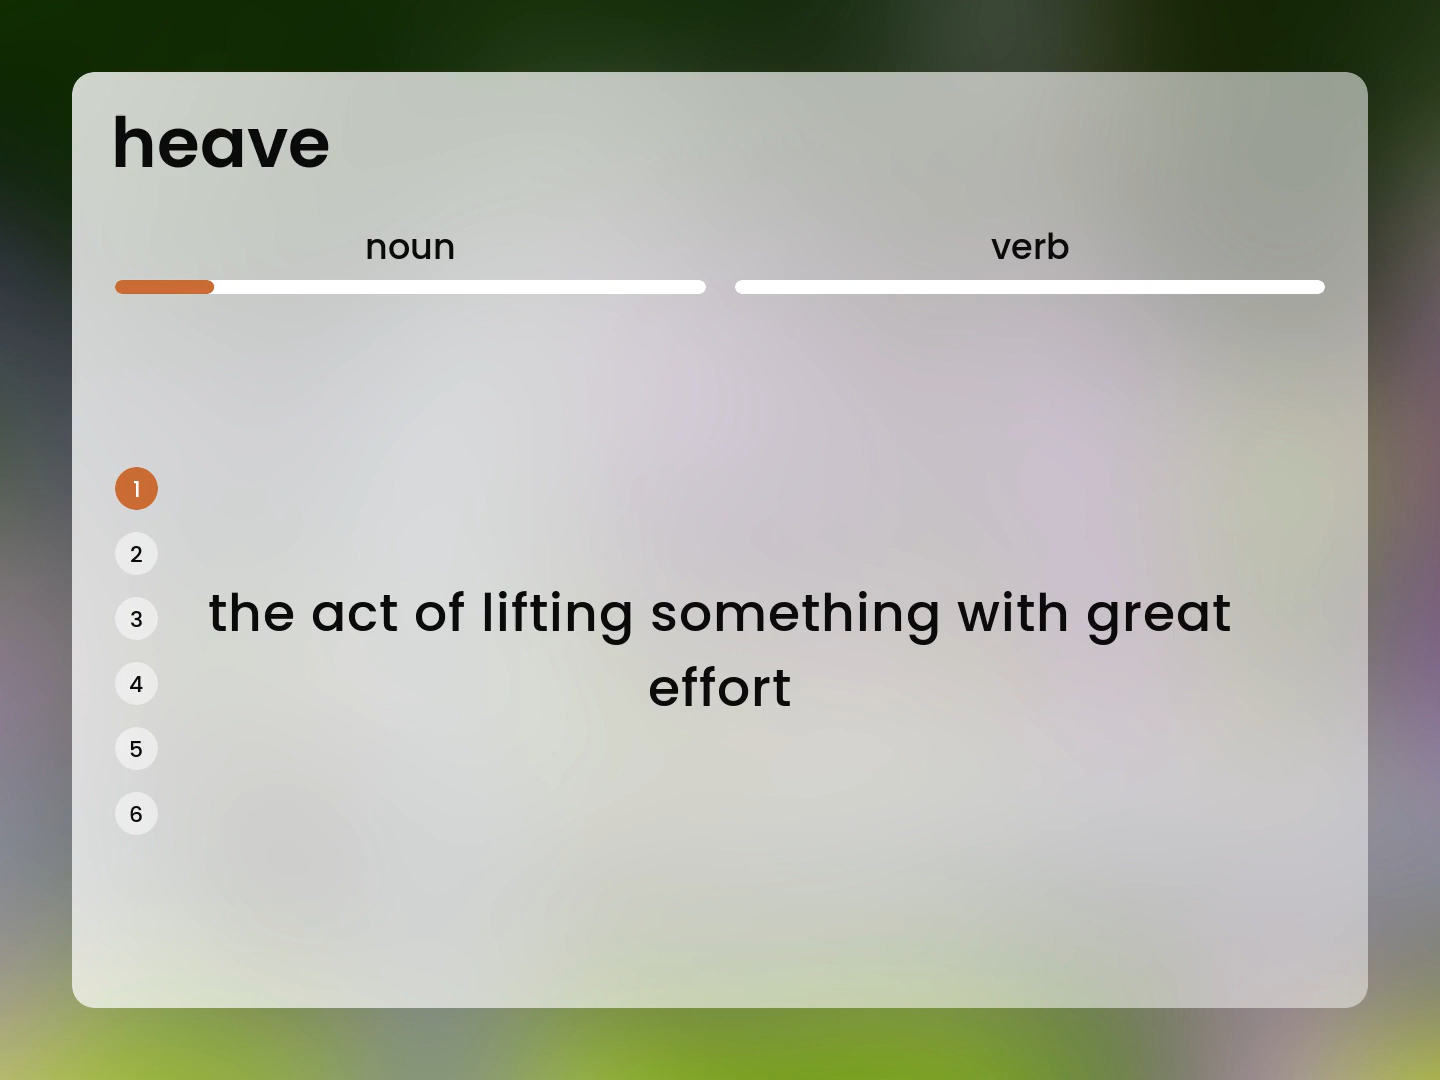 heave
noun
verb
1
2
3
4
5
6
the act of lifting something with great
effort